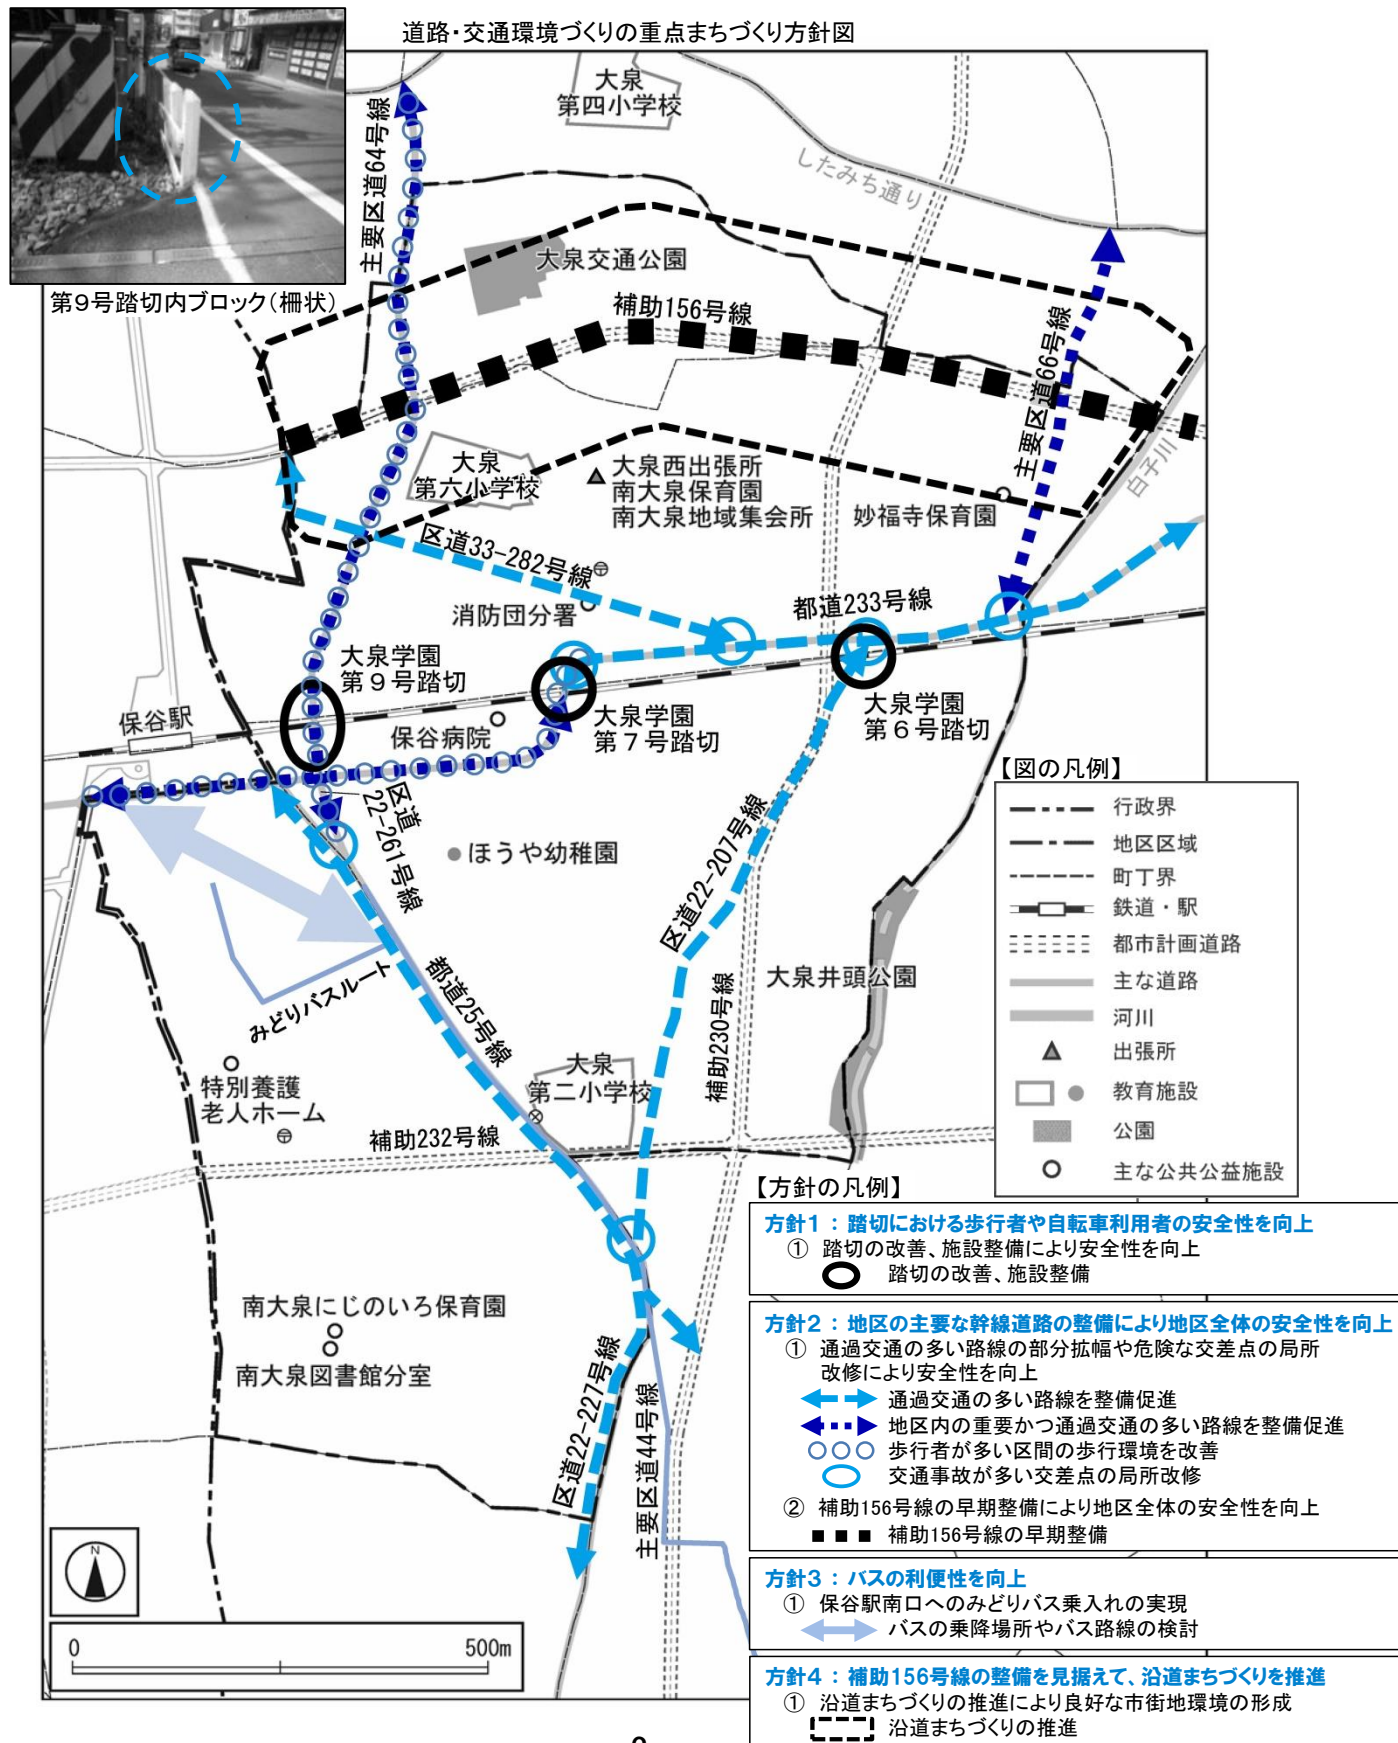 道路・交通環境づくりの重点まちづくり方針図
第9号踏切内ブロック(柵状)
主要区道64号線
大泉
第四小学校
したみち通り
大泉交通公園
補助156号線
主要区道66号線
白子川
大泉
第六小学校
大泉西出張所
南大泉保育園
南大泉地域集会所
妙福寺保育園
区道33-282号線
消防団分署
都道233号線
大泉学園
第9号踏切
保谷駅
保谷病院
大泉学園
第7号踏切
大泉学園
第6号踏切
区道
22-261号線
ほうや幼稚園
区道22-207号線
みどりバスルート
都道25号線
大泉井頭公園
補助230号線
特別養護
老人ホーム
大泉
第二小学校
補助232号線
南大泉にじのいろ保育園
南大泉図書館分室
区道22-227号線
主要区道44号線
N
0
500m
【図の凡例】
行政界
地区区域
町丁界
鉄道・駅
都市計画道路
主な道路
河川
出張所
教育施設
公園
主な公共公益施設
【方針の凡例】
方針1:踏切における歩行者や自転車利用者の安全性を向上
① 踏切の改善、施設整備により安全性を向上
踏切の改善、施設整備
方針2:地区の主要な幹線道路の整備により地区全体の安全性を向上
① 通過交通の多い路線の部分拡幅や危険な交差点の局所
改修により安全性を向上
通過交通の多い路線を整備促進
地区内の重要かつ通過交通の多い路線を整備促進
歩行者が多い区間の歩行環境を改善
交通事故が多い交差点の局所改修
② 補助156号線の早期整備により地区全体の安全性を向上
補助156号線の早期整備
方針3:バスの利便性を向上
① 保谷駅南口へのみどりバス乗入れの実現
バスの乗降場所やバス路線の検討
方針4:補助156号線の整備を見据えて、沿道まちづくりを推進
① 沿道まちづくりの推進により良好な市街地環境の形成
沿道まちづくりの推進